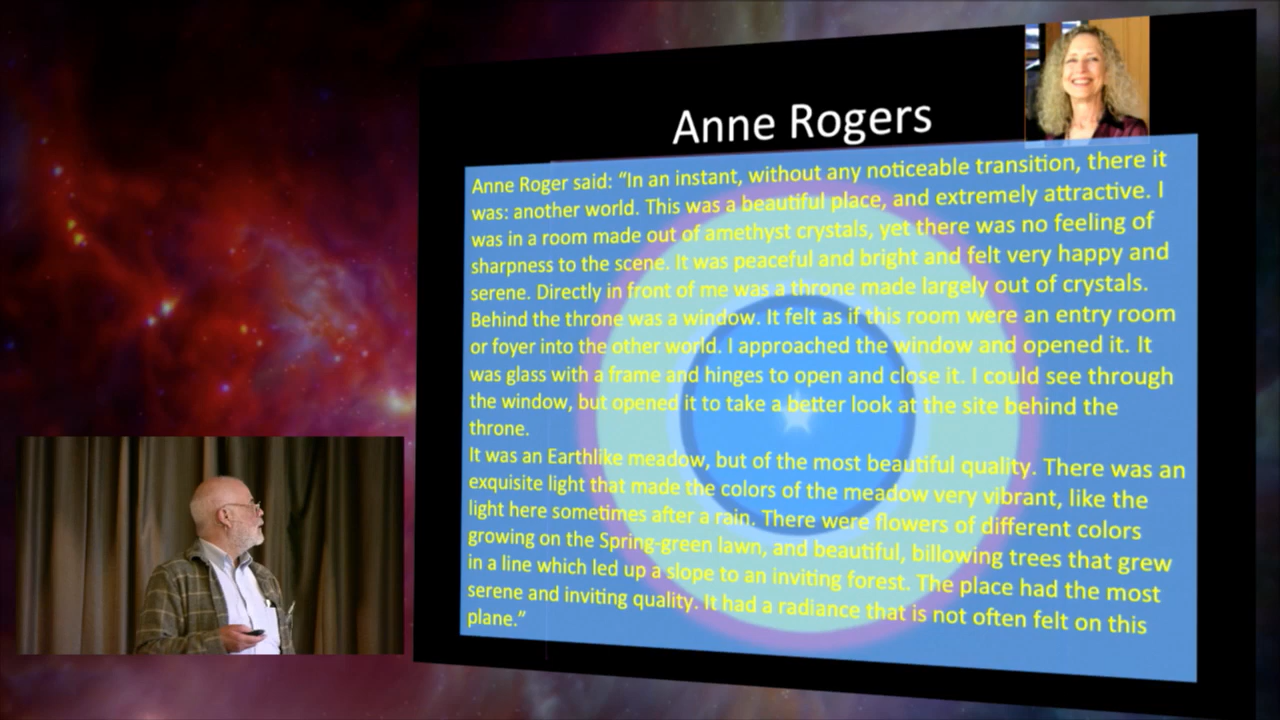 Anne Rogers
Anne Roger said: “In an instant, without any noticeable transition, there it
was: another world. This was a beautiful place, and extremely attractive. I
was in a room made out of amethyst crystals, yet there was no feeling of
sharpness to the scene. It was peaceful and bright and felt very happy and
serene. Directly in front of me was a throne made largely out of crystals.
Behind the throne was a window. It felt as if this room were an entry room
or foyer into the other world. I approached the window and opened it. It
was glass with a frame and hinges to open and close it. I could see through
the window, but opened it to take a better look at the site behind the
throne.
It was an Earthlike meadow, but of the most beautiful quality. There was an
exquisite light that made the colors of the meadow very vibrant, like the
light here sometimes after a rain. There were flowers of different colors
growing on the Spring-green lawn, and beautiful, billowing trees that grew
in a line which led up a slope to an inviting forest. The place had the most
serene and inviting quality. It had a radiance that is not often felt on this
plane.”